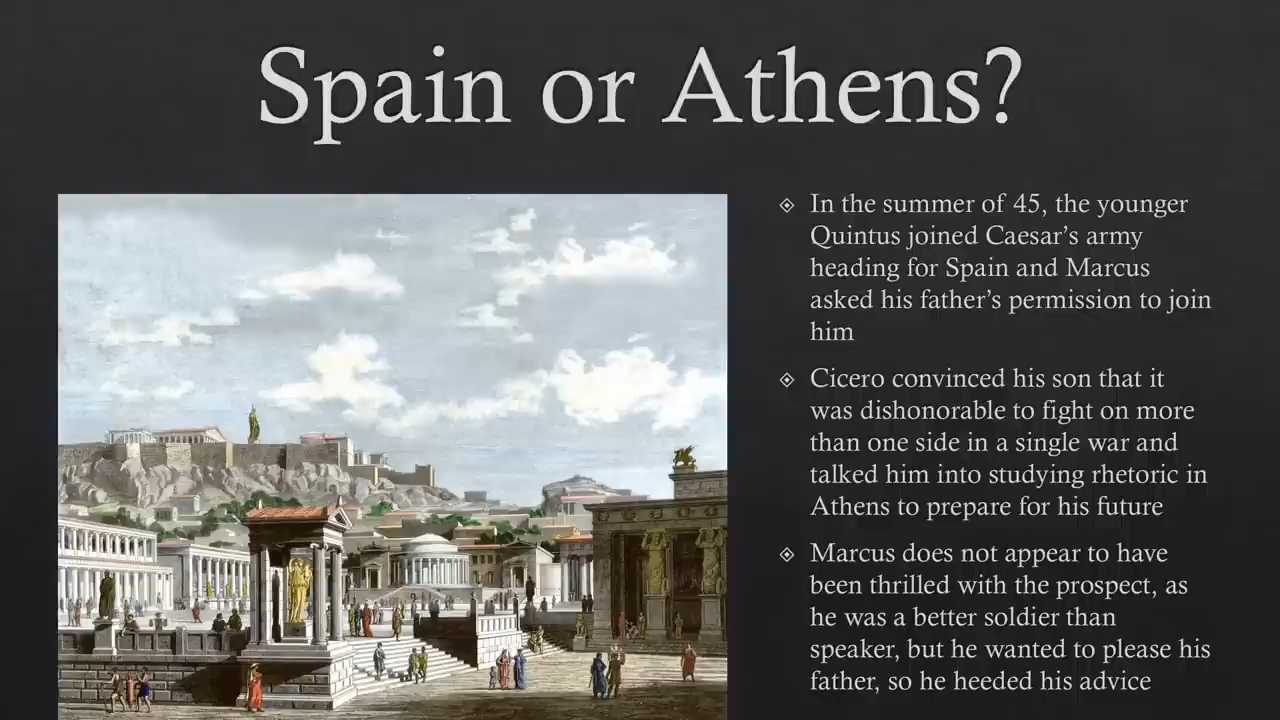 Spain or Athens?
In the summer of 45, the younger
Quintus joined Caesar's army
heading for Spain and Marcus
asked his father's permission to join
him
Cicero convinced his son that it
was dishonorable to fight on more
than one side in a single war and
talked him into studying rhetoric in
Athens to prepare for his future
Marcus does not appear to have
been thrilled with the prospect, as
he was a better soldier than
speaker, but he wanted to please his
father, so he heeded his advice